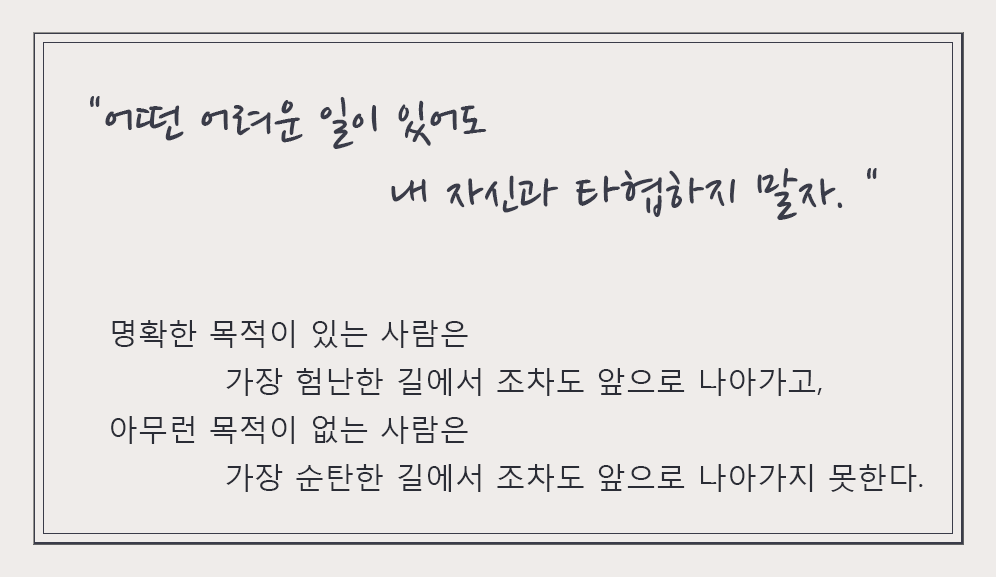 "어떤 어려운 일이 있어도
내 자신과 타협하지 말자. "
명확한 목적이 있는 사람은
가장 험난한 길에서 조차도 앞으로 나아가고,
아무런 목적이 없는 사람은
가장 순탄한 길에서 조차도 앞으로 나아가지 못한다.